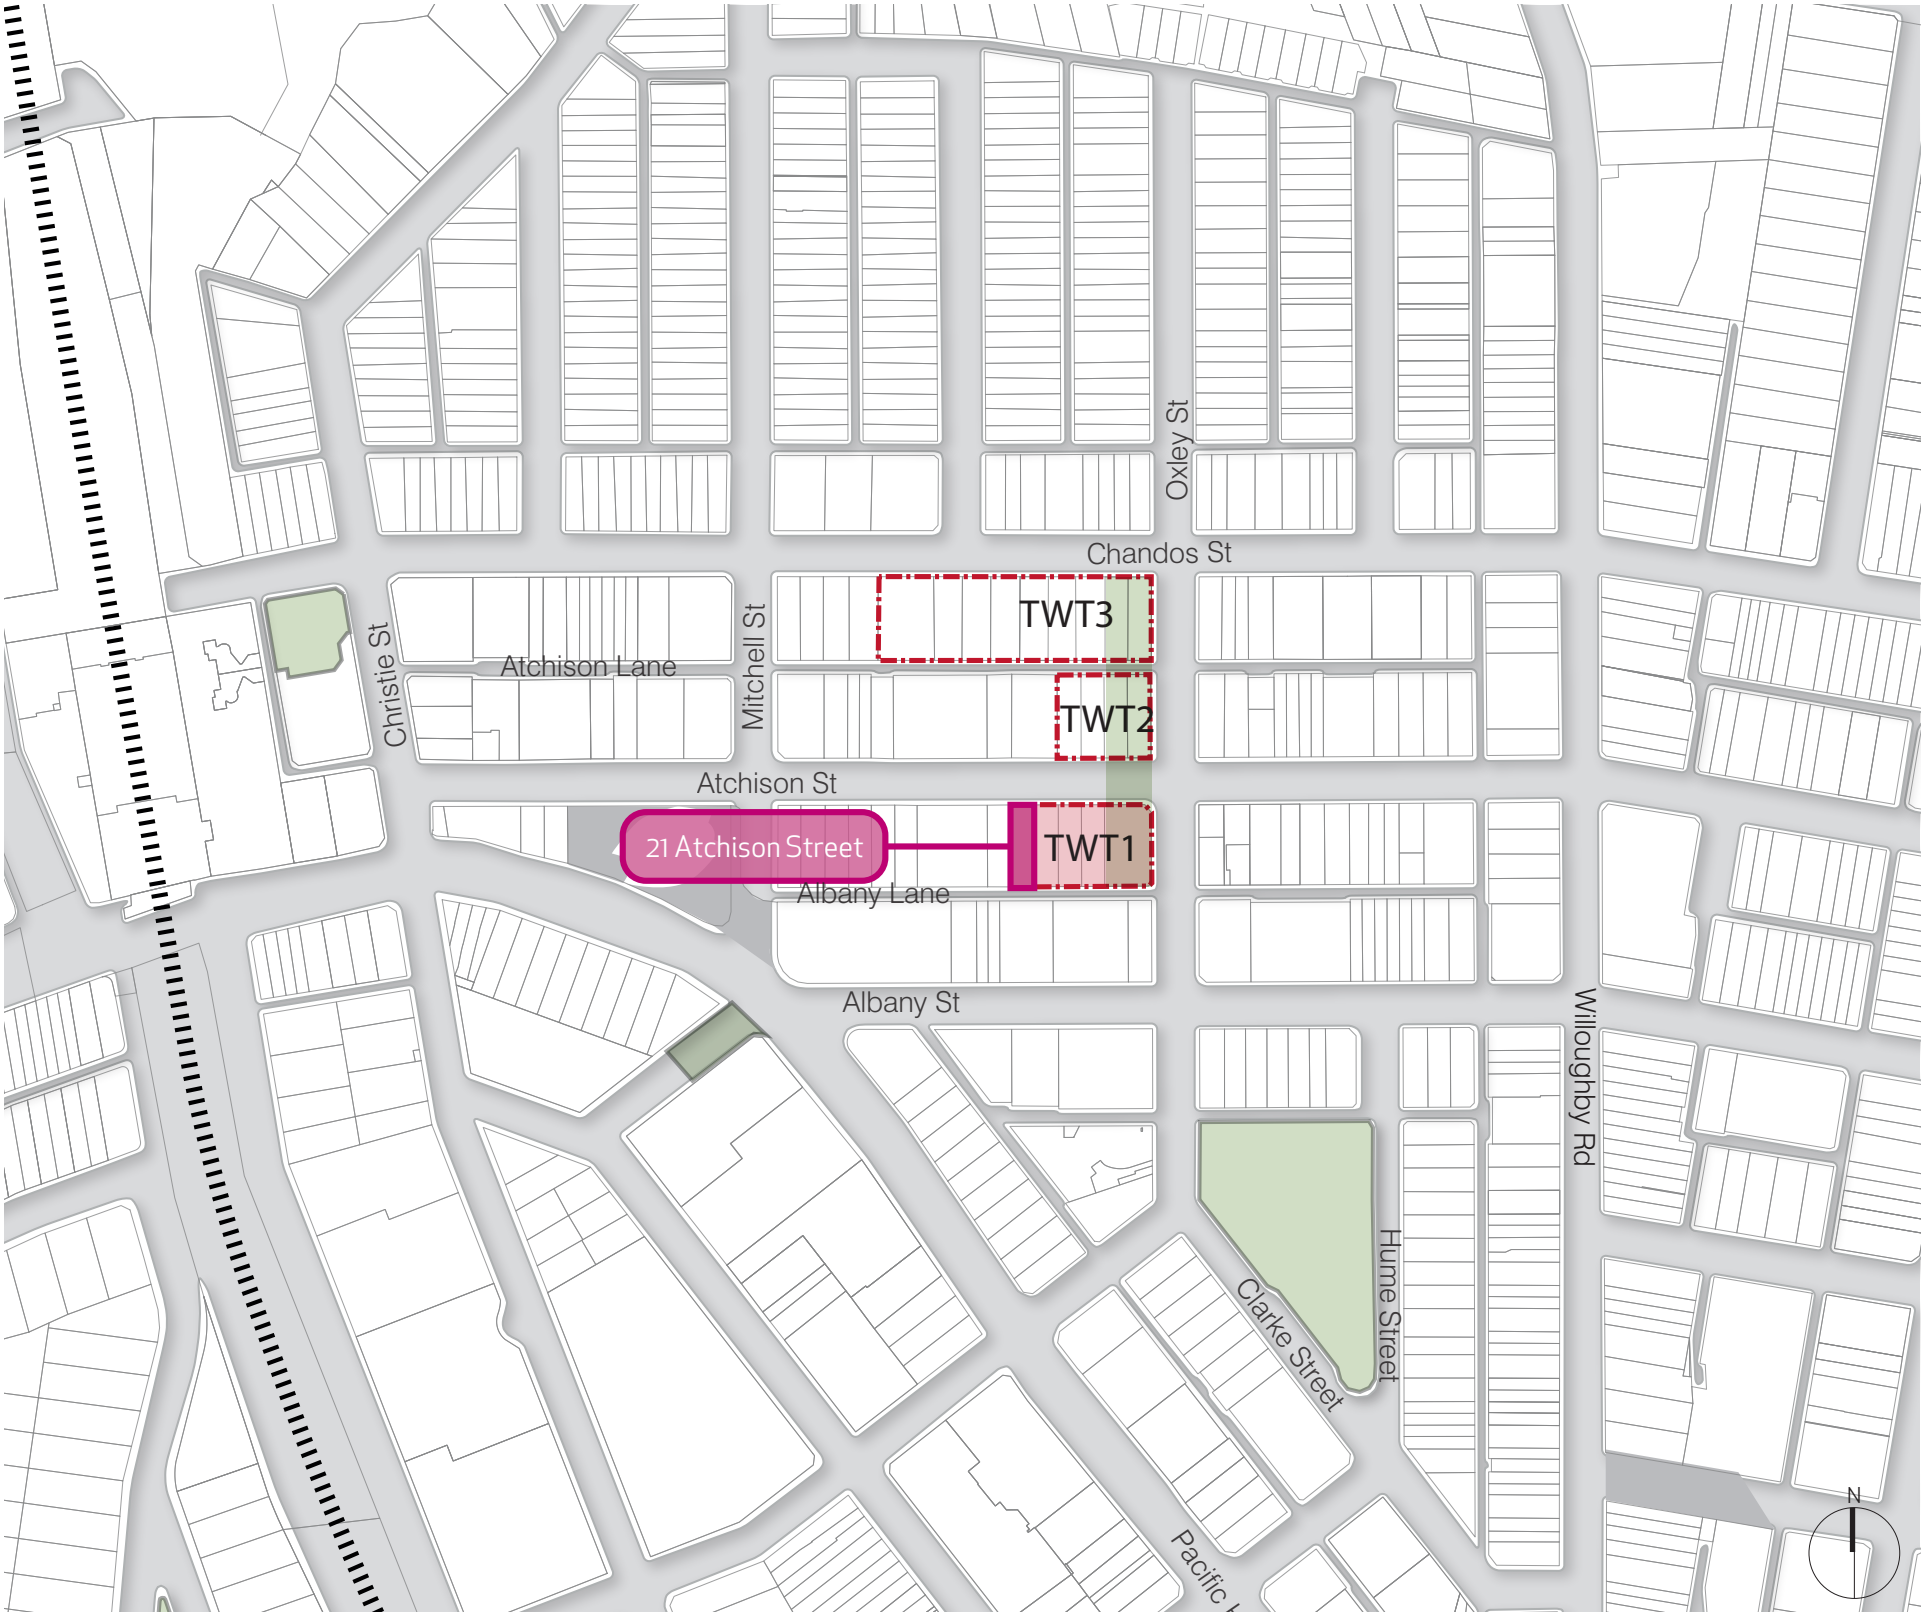 Oxley St
Chandos St
TWT3
Mitchell St
Christie St
Atchison Lane
TWT2
Atchison St
21 Atchison Street
TWT1
Albany Lane
Albany St
Willoughby Rd
Hume Street
Clarke Street
N
Pacific